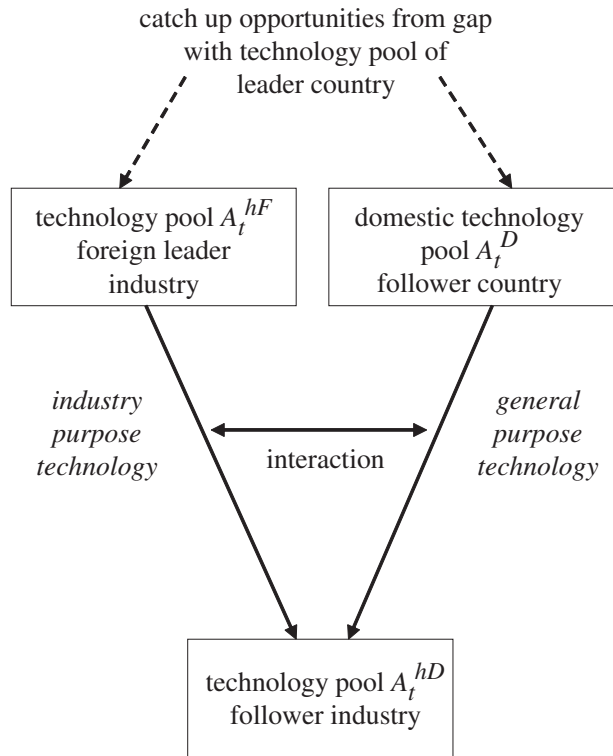 catch up opportunities from gap
with technology pool of
leader country
technology pool A_t^{hF}
foreign leader
industry
domestic technology
pool A_t^D
follower country
industry
purpose
technology
interaction
general
purpose
technology
technology pool A_t^{hD}
follower industry